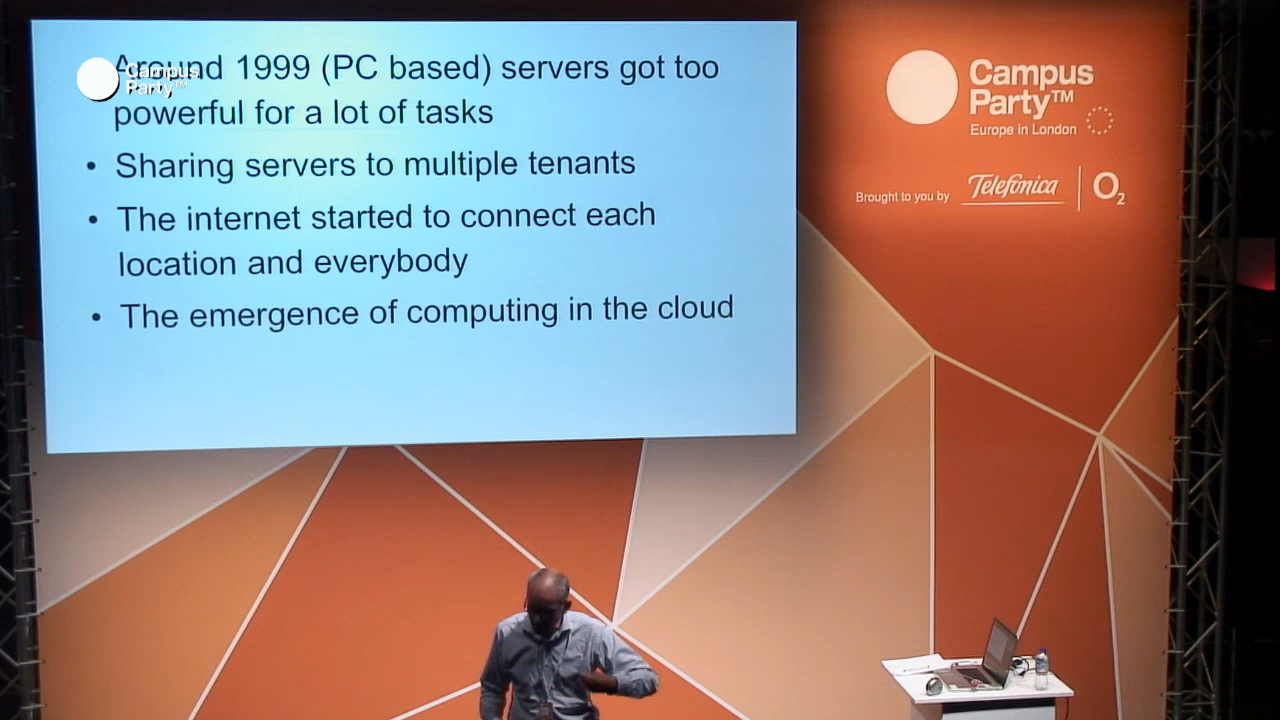 Around 1999 (PC based) servers got too
powerful for a lot of tasks
• Sharing servers to multiple tenants
• The internet started to connect each
location and everybody
• The emergence of computing in the cloud
Campus
Party™
Campus
Party™
Europe in London
Brought to you by Telefónica O2